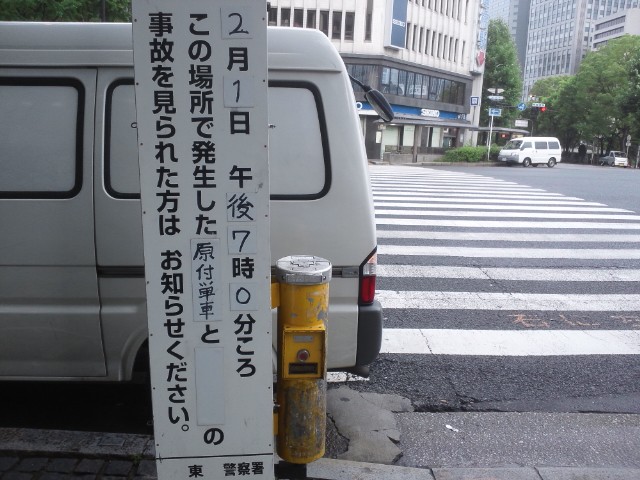 2月1日 午後7時0分ころ
この場所で発生した原付単車と の
事故を見られた方は お知らせください。
東 警察署